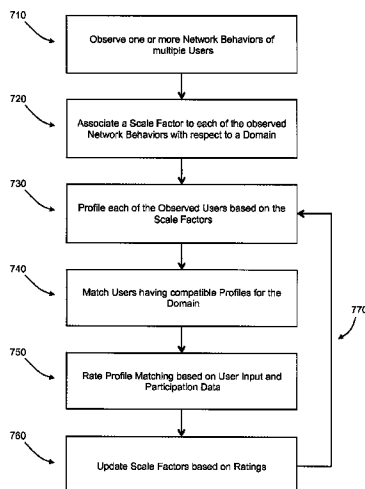 710
Observe one or more Network Behaviors of
multiple Users
720
Associate a Scale Factor to each of the observed
Network Behaviors with respect to a Domain
730
Profile each of the Observed Users based on the
Scale Factors
740
Match Users having compatible Profiles for the
Domain
770
750
Rate Profile Matching based on User Input and
Participation Data
760
Update Scale Factors based on Ratings